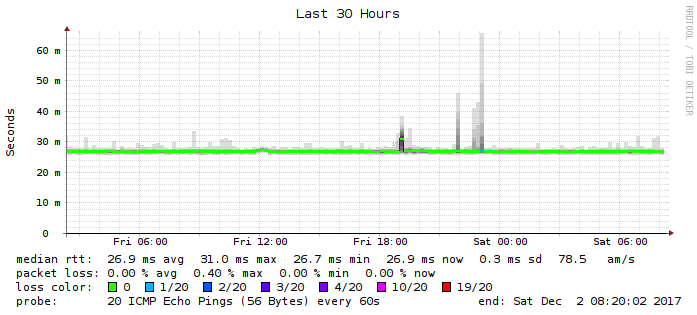 Last 30 Hours
RRDTOOL / TOBI OETIKER
Seconds
60 m
50 m
40 m
30 m
20 m
10 m
0
Fri 06:00 Fri 12:00 Fri 18:00 Sat 00:00 Sat 06:00
median rtt: 26.9 ms avg 31.0 ms max 26.7 ms min 26.9 ms now 0.3 ms sd 78.5 am/s
packet loss: 0.00 % avg 0.40 % max 0.00 % min 0.00 % now
loss color: 0 1/20 2/20 3/20 4/20 10/20 19/20
probe: 20 ICMP Echo Pings (56 Bytes) every 60s end: Sat Dec 2 08:20:02 2017